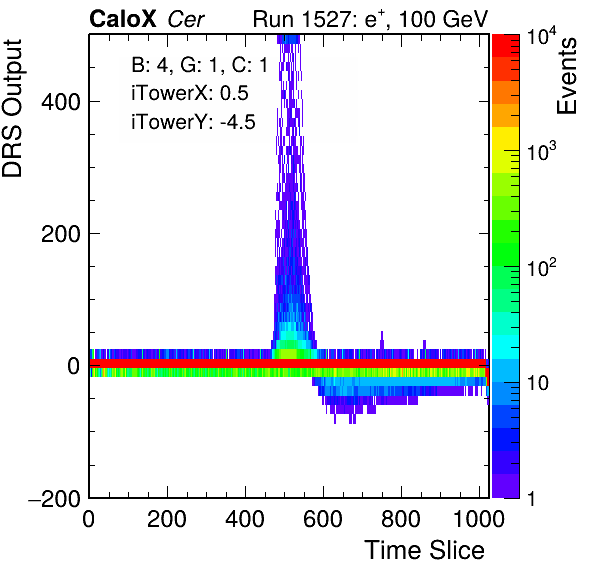 CaloX Cer Run 1527: e+, 100 GeV
B: 4, G: 1, C: 1
iTowerX: 0.5
iTowerY: -4.5
DRS Output
400
200
0
−200
0 200 400 600 800 1000
Time Slice
Events
10^4
10^3
10^2
10
1